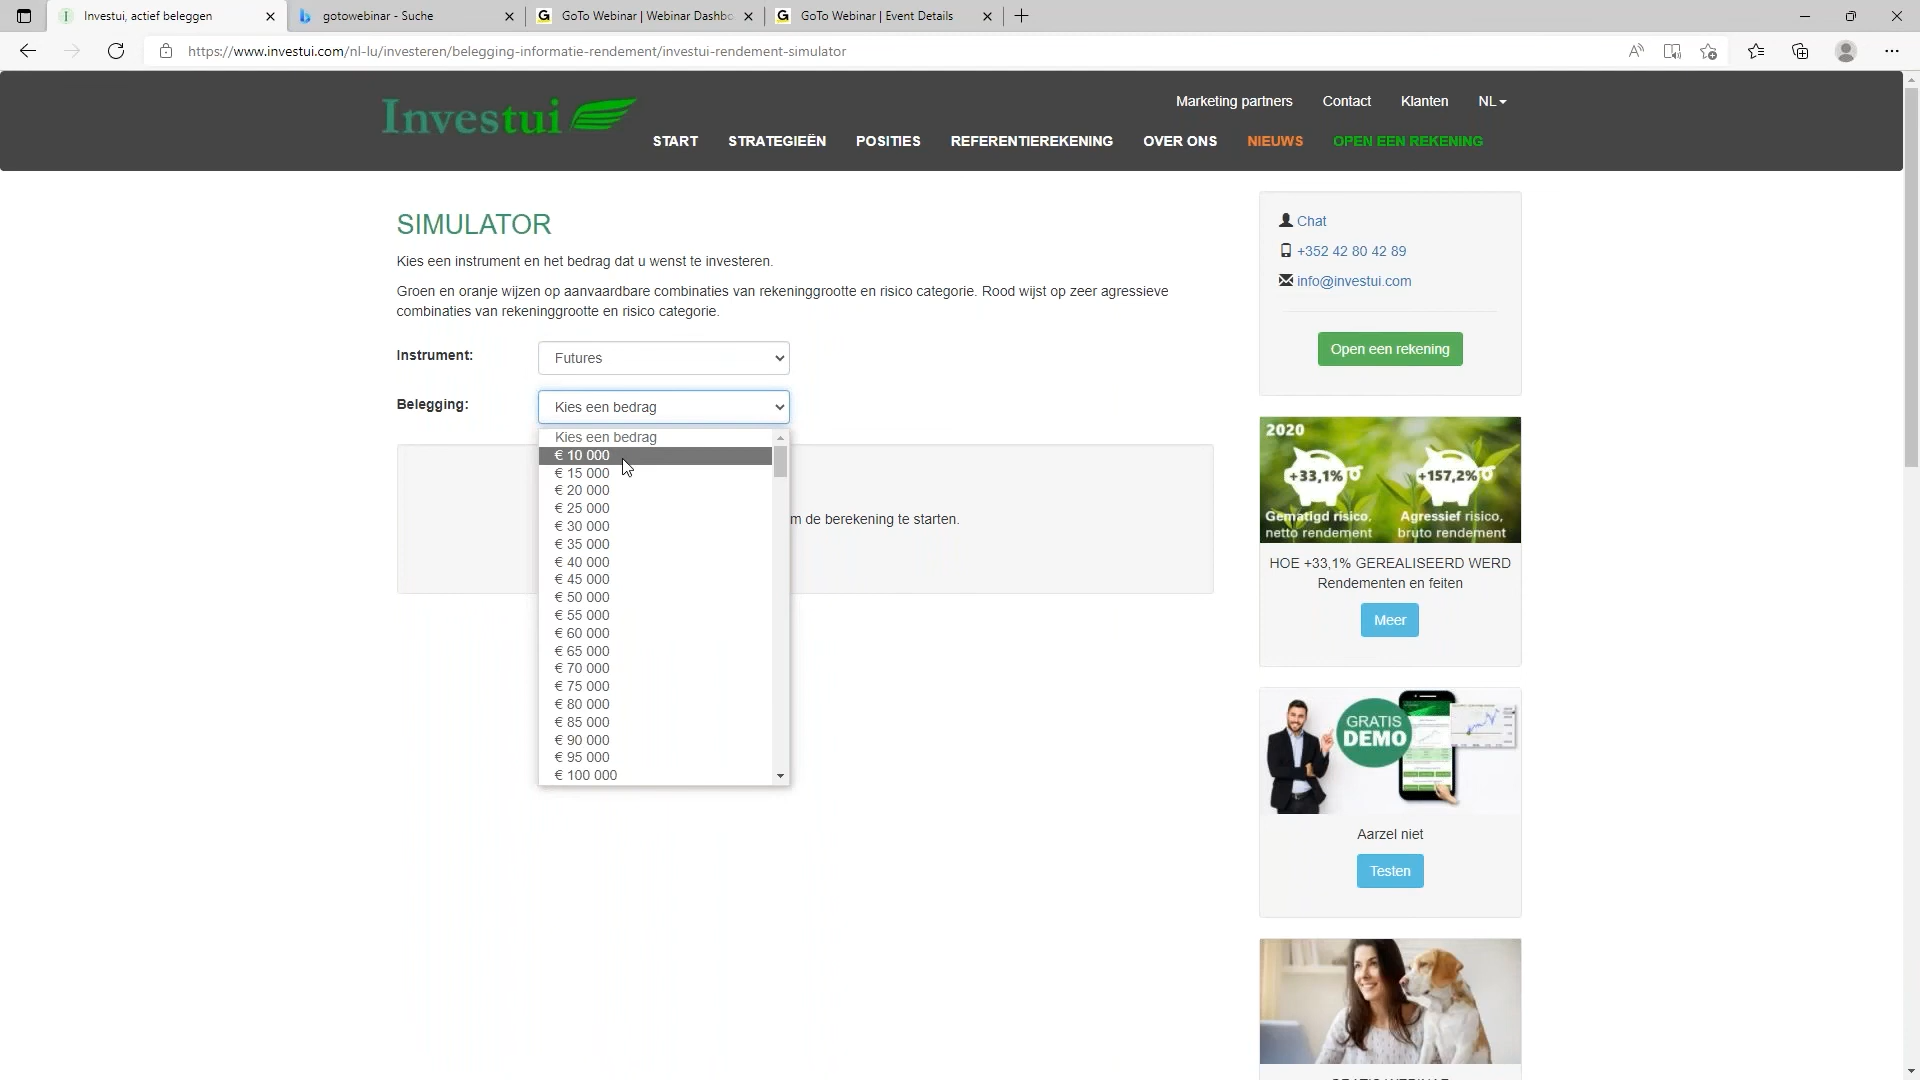 Investui, actief beleggen
gotowebinar - Suche
GoTo Webinar | Webinar Dashbo
GoTo Webinar | Event Details
https://www.investui.com/nl-lu/investeren/belegging-informatie-rendement/investui-rendement-simulator
Investui
Marketing partners Contact Klanten NL
START STRATEGIEËN POSITIES REFERENTIEREKENING OVER ONS NIEUWS OPEN EEN REKENING
SIMULATOR
Kies een instrument en het bedrag dat u wenst te investeren.
Groen en oranje wijzen op aanvaardbare combinaties van rekeninggrootte en risico categorie. Rood wijst op zeer agressieve
combinaties van rekeninggrootte en risico categorie.
Instrument: Futures
Belegging: Kies een bedrag
Kies een bedrag
€ 10 000
€ 15 000
€ 20 000
€ 25 000
€ 30 000
€ 35 000
€ 40 000
€ 45 000
€ 50 000
€ 55 000
€ 60 000
€ 65 000
€ 70 000
€ 75 000
€ 80 000
€ 85 000
€ 90 000
€ 95 000
€ 100 000
m de berekening te starten.
Chat
+352 42 80 42 89
info@investui.com
Open een rekening
2020
+33,1% +157,2%
Gematigd risico, Agressief risico,
netto rendement bruto rendement
HOE +33,1% GEREALISEERD WERD
Rendementen en feiten
Meer
GRATIS
DEMO
Aarzel niet
Testen